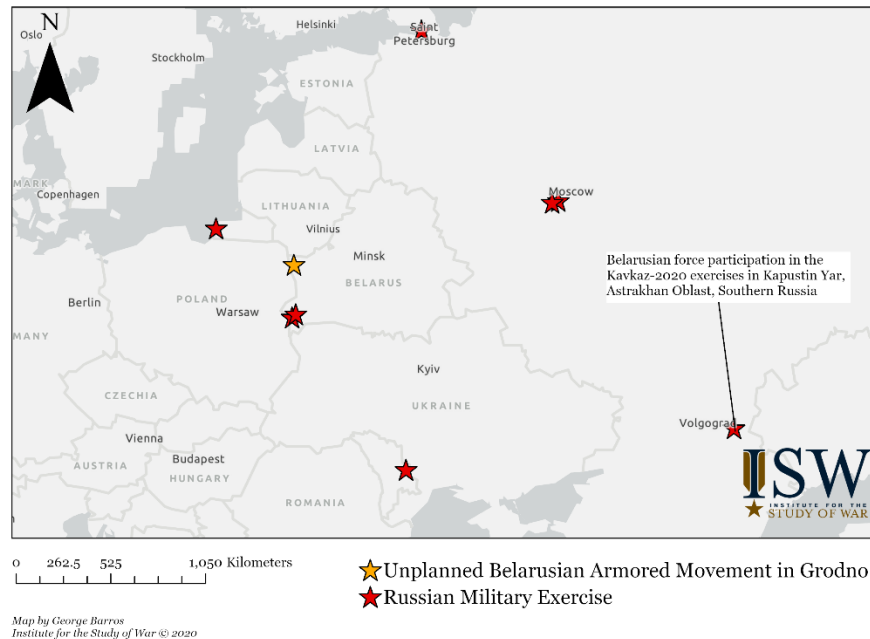 N
Oslo
Helsinki
Saint
Petersburg
Stockholm
ESTONIA
LATVIA
MARK
Copenhagen
Moscow
LITHUANIA
Vilnius
Minsk
BELARUS
Belarusian force participation in the
Kavkaz-2020 exercises in Kapustin Yar,
Astrakhan Oblast, Southern Russia
Berlin
POLAND
Warsaw
MANY
Kyiv
CZECHIA
UKRAINE
Volgograd
Vienna
AUSTRIA
Budapest
HUNGARY
ROMANIA
ISW
INSTITUTE FOR THE
STUDY OF WAR
0 262.5 525 1,050 Kilometers
Unplanned Belarusian Armored Movement in Grodno
Russian Military Exercise
Map by George Barros
Institute for the Study of War © 2020